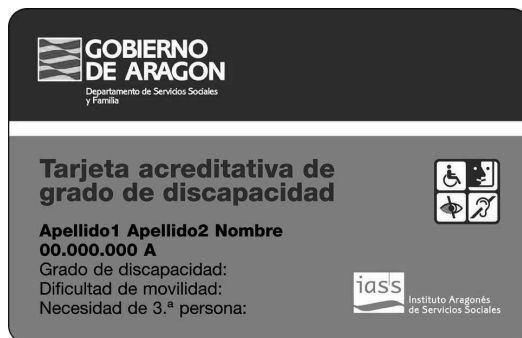 GOBIERNO
DE ARAGON
Departamento de Servicios Sociales
y Familia
Tarjeta acreditativa de
grado de discapacidad
Apellido1 Apellido2 Nombre
00.000.000 A
Grado de discapacidad:
Dificultad de movilidad:
Necesidad de 3.ª persona:
iass
Instituto Aragonés
de Servicios Sociales